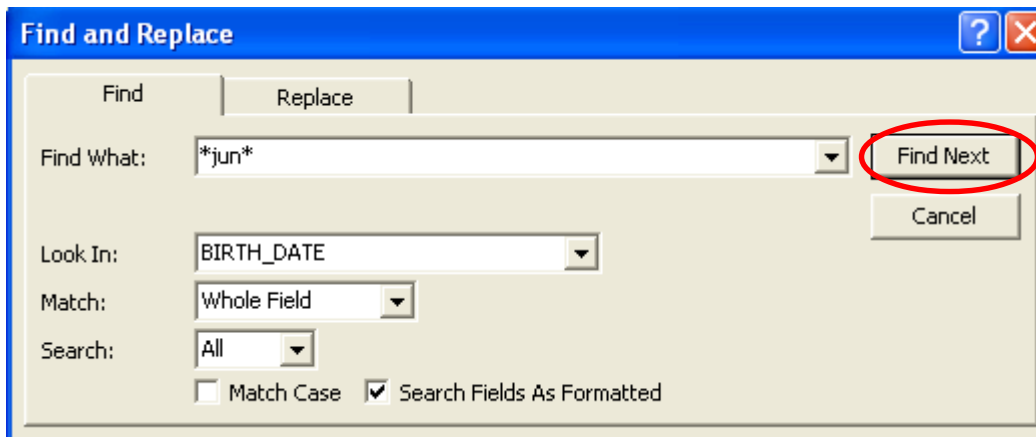 Find and Replace
Find Replace
Find What: *jun* Find Next
Cancel
Look In: BIRTH_DATE
Match: Whole Field
Search: All
Match Case Search Fields As Formatted